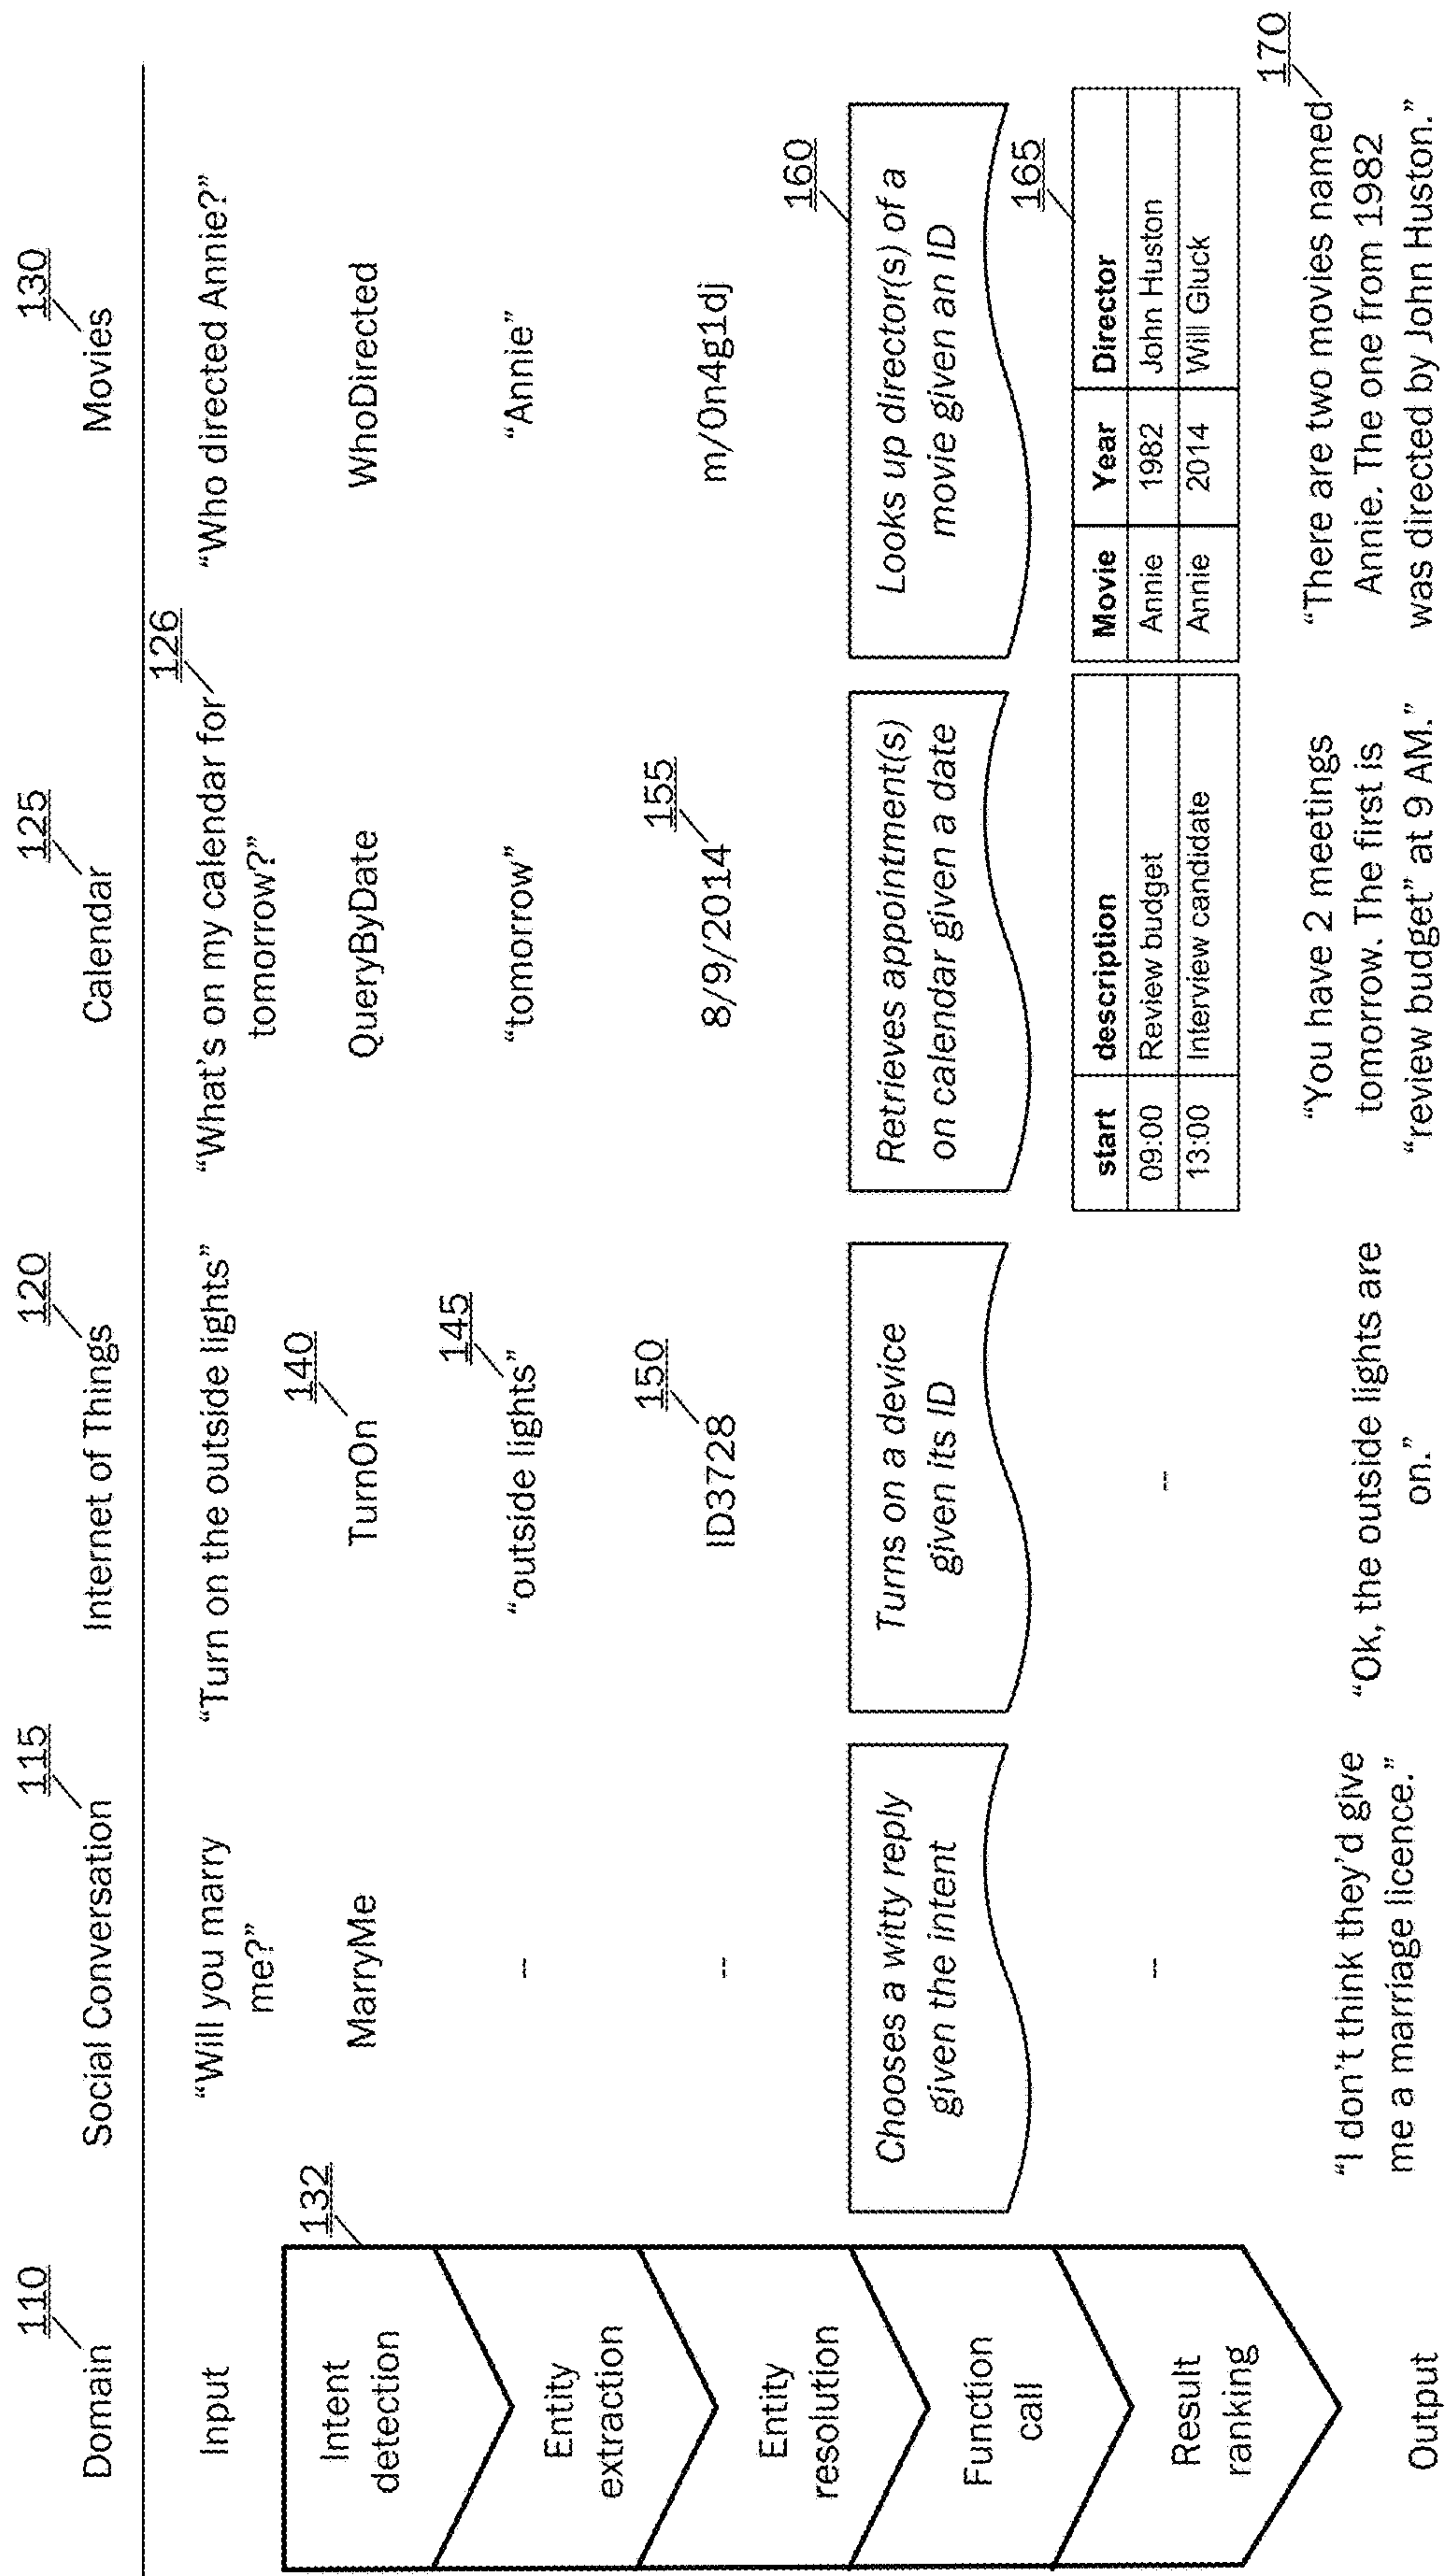 110 115 120 125 130
Domain Social Conversation Internet of Things Calendar Movies
126
Input “Will you marry “Turn on the outside lights” “What's on my calendar for “Who directed Annie?”
me?” tomorrow?”
132 140
Intent
detection MarryMe TurnOn QueryByDate WhoDirected
145
Entity
extraction -- “outside lights” “tomorrow” “Annie”
150 155
Entity
resolution -- ID3728 8/9/2014 m/0n4g1dj
160
Function
call
Chooses a witty reply
given the intent
Turns on a device
given its ID
Retrieves appointment(s)
on calendar given a date
Looks up director(s) of a
movie given an ID
165
Result
ranking
--
--
start description
09:00 Review budget
13:00 Interview candidate
Movie Year Director
Annie 1982 John Huston
Annie 2014 Will Gluck
170
Output
“I don't think they'd give
me a marriage licence.”
“Ok, the outside lights are
on.”
“You have 2 meetings
tomorrow. The first is
“review budget” at 9 AM.”
“There are two movies named
Annie. The one from 1982
was directed by John Huston.”